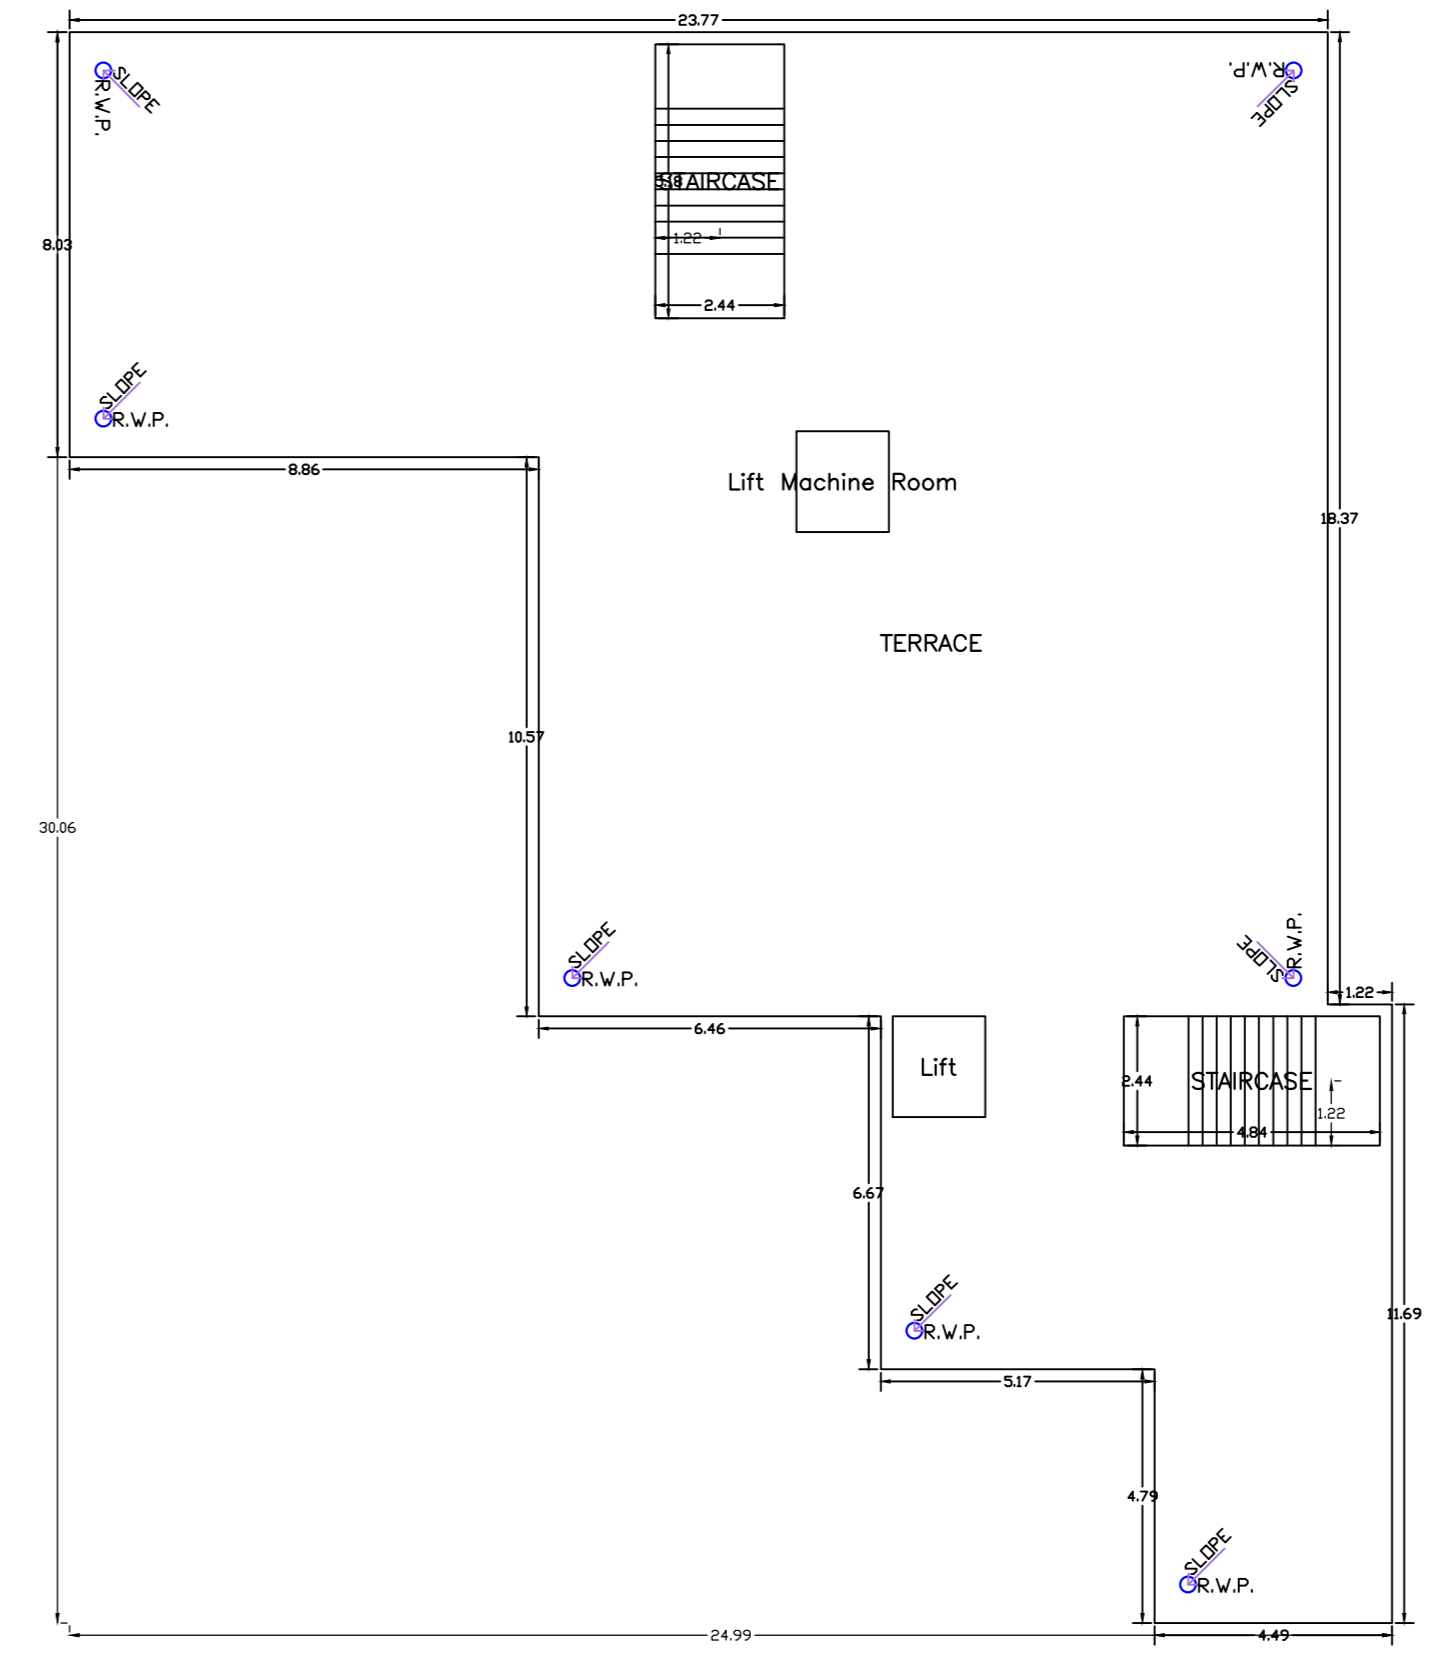 23.77
SLOPE
R.W.P.
R.W.P.
SLOPE
5.18
STAIRCASE
8.03
1.22
2.44
SLOPE
R.W.P.
8.86
Lift Machine Room
18.37
TERRACE
10.57
30.06
SLOPE
R.W.P.
R.W.P.
SLOPE
1.22
6.46
Lift
2.44
STAIRCASE
1.22
4.84
6.67
SLOPE
R.W.P.
11.69
5.17
4.79
SLOPE
R.W.P.
24.99
4.49